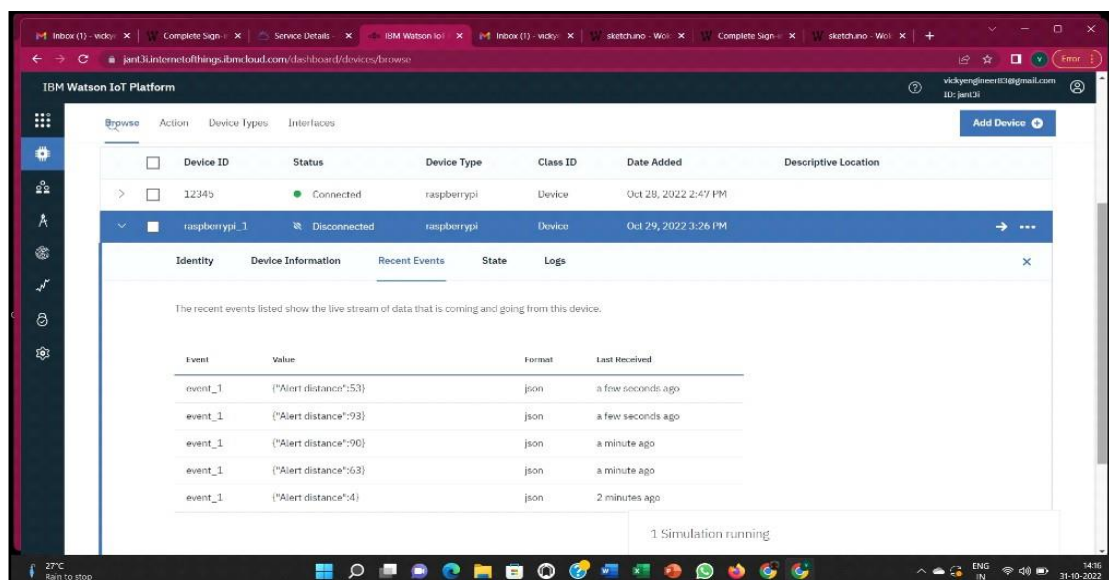 Inbox (1) - vicky Complete Sign- Service Details - IBM Watson IoT Inbox (1) - vicky sketch.ino - Wok Complete Sign- sketch.ino - Wok
jant3i.internetofthings.ibmcloud.com/dashboard/devices/browse V Error
IBM Watson IoT Platform
vickyengineer83@gmail.com
ID: jant3i
Browse Action Device Types Interfaces Add Device
Device ID Status Device Type Class ID Date Added Descriptive Location
12345 Connected raspberrypi Device Oct 28, 2022 2:47 PM
raspberrypi_1 Disconnected raspberrypi Device Oct 29, 2022 3:26 PM
Identity Device Information Recent Events State Logs
The recent events listed show the live stream of data that is coming and going from this device.
Event Value Format Last Received
event_1 {"Alert distance":53} json a few seconds ago
event_1 {"Alert distance":93} json a few seconds ago
event_1 {"Alert distance":90} json a minute ago
event_1 {"Alert distance":63} json a minute ago
event_1 {"Alert distance":4} json 2 minutes ago
1 Simulation running
27°C
Rain to stop
ENG
IN
14:16
31-10-2022